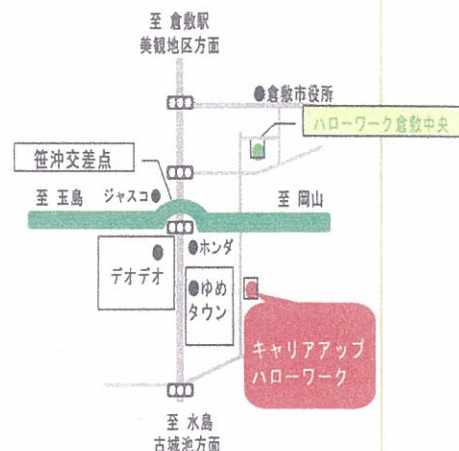 至 倉敷駅
美観地区方面
倉敷市役所
ハローワーク倉敷中央
笹沖交差点
至 玉島
ジャスコ
至 岡山
ホンダ
デオデオ
ゆめ
タウン
キャリアアップ
ハローワーク
至 水島
古城池方面